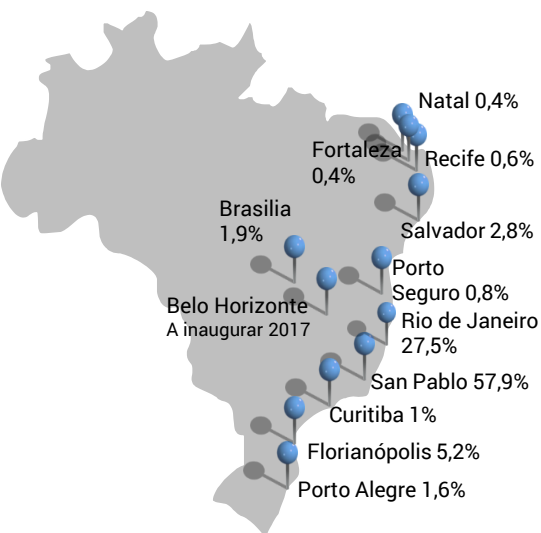 Natal 0,4%
Fortaleza
0,4%
Recife 0,6%
Brasilia
1,9%
Salvador 2,8%
Porto
Seguro 0,8%
Belo Horizonte
A inaugurar 2017
Rio de Janeiro
27,5%
San Pablo 57,9%
Curitiba 1%
Florianópolis 5,2%
Porto Alegre 1,6%